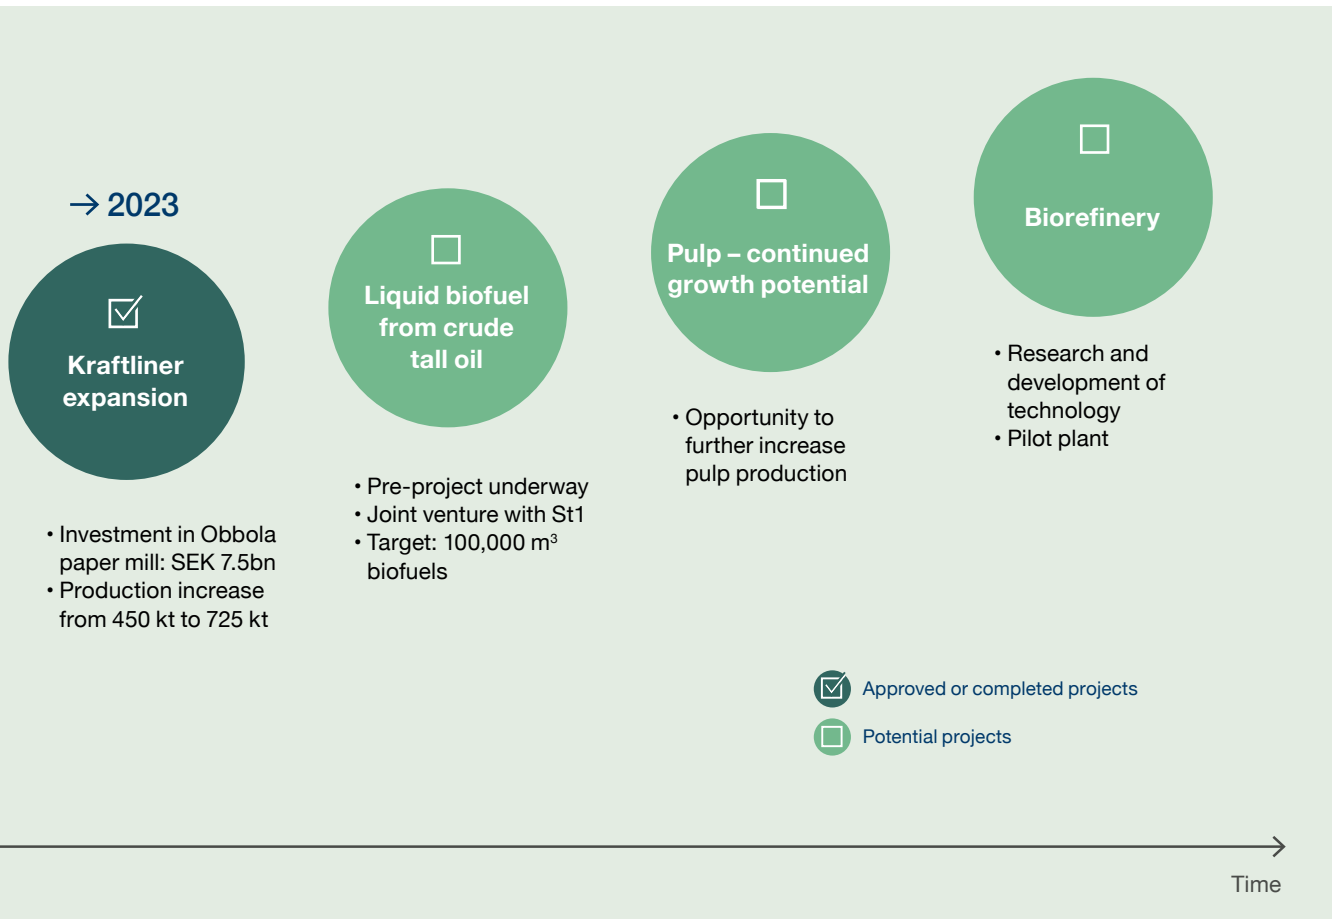 → 2023
Kraftliner
expansion
• Investment in Obbola
paper mill: SEK 7.5bn
• Production increase
from 450 kt to 725 kt
Liquid biofuel
from crude
tall oil
• Pre-project underway
• Joint venture with St1
• Target: 100,000 m³
biofuels
Pulp – continued
growth potential
• Opportunity to
further increase
pulp production
Biorefinery
• Research and
development of
technology
• Pilot plant
Approved or completed projects
Potential projects
Time